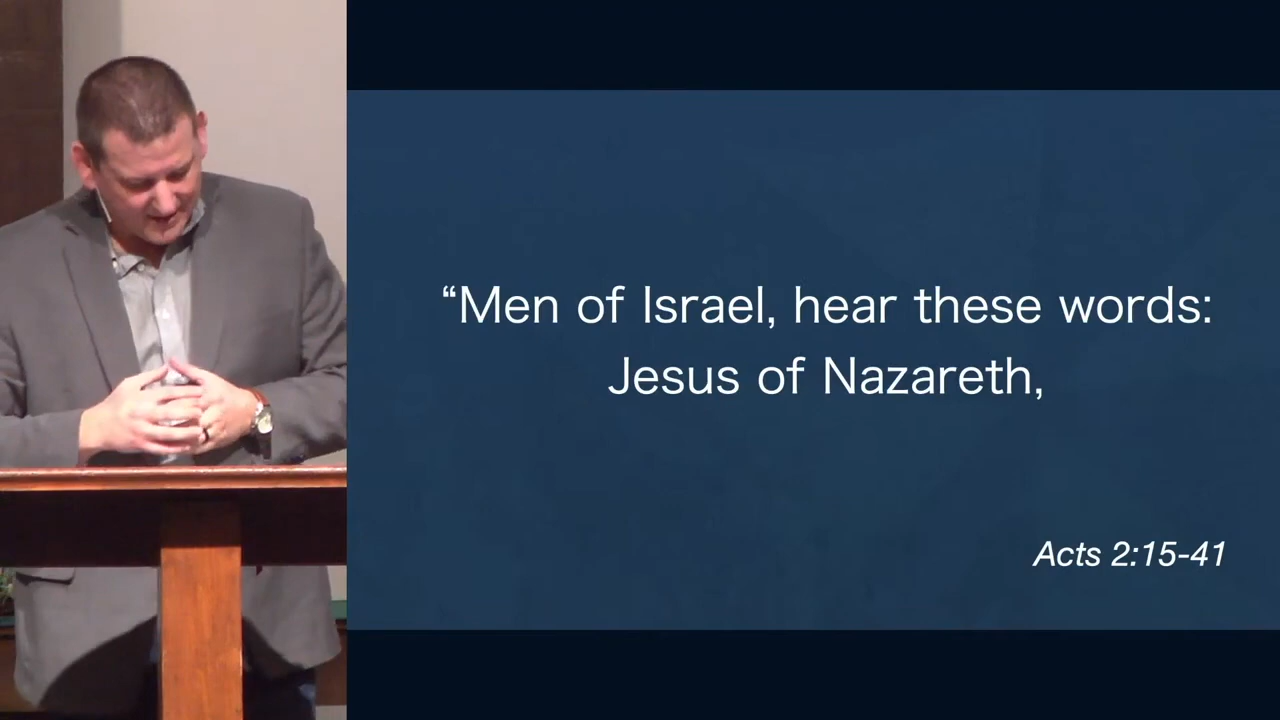 “Men of Israel, hear these words:
Jesus of Nazareth,
Acts 2:15-41